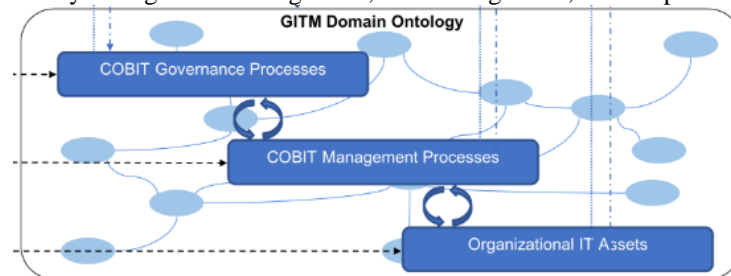 GITM Domain Ontology
COBIT Governance Processes
COBIT Management Processes
Organizational IT Assets